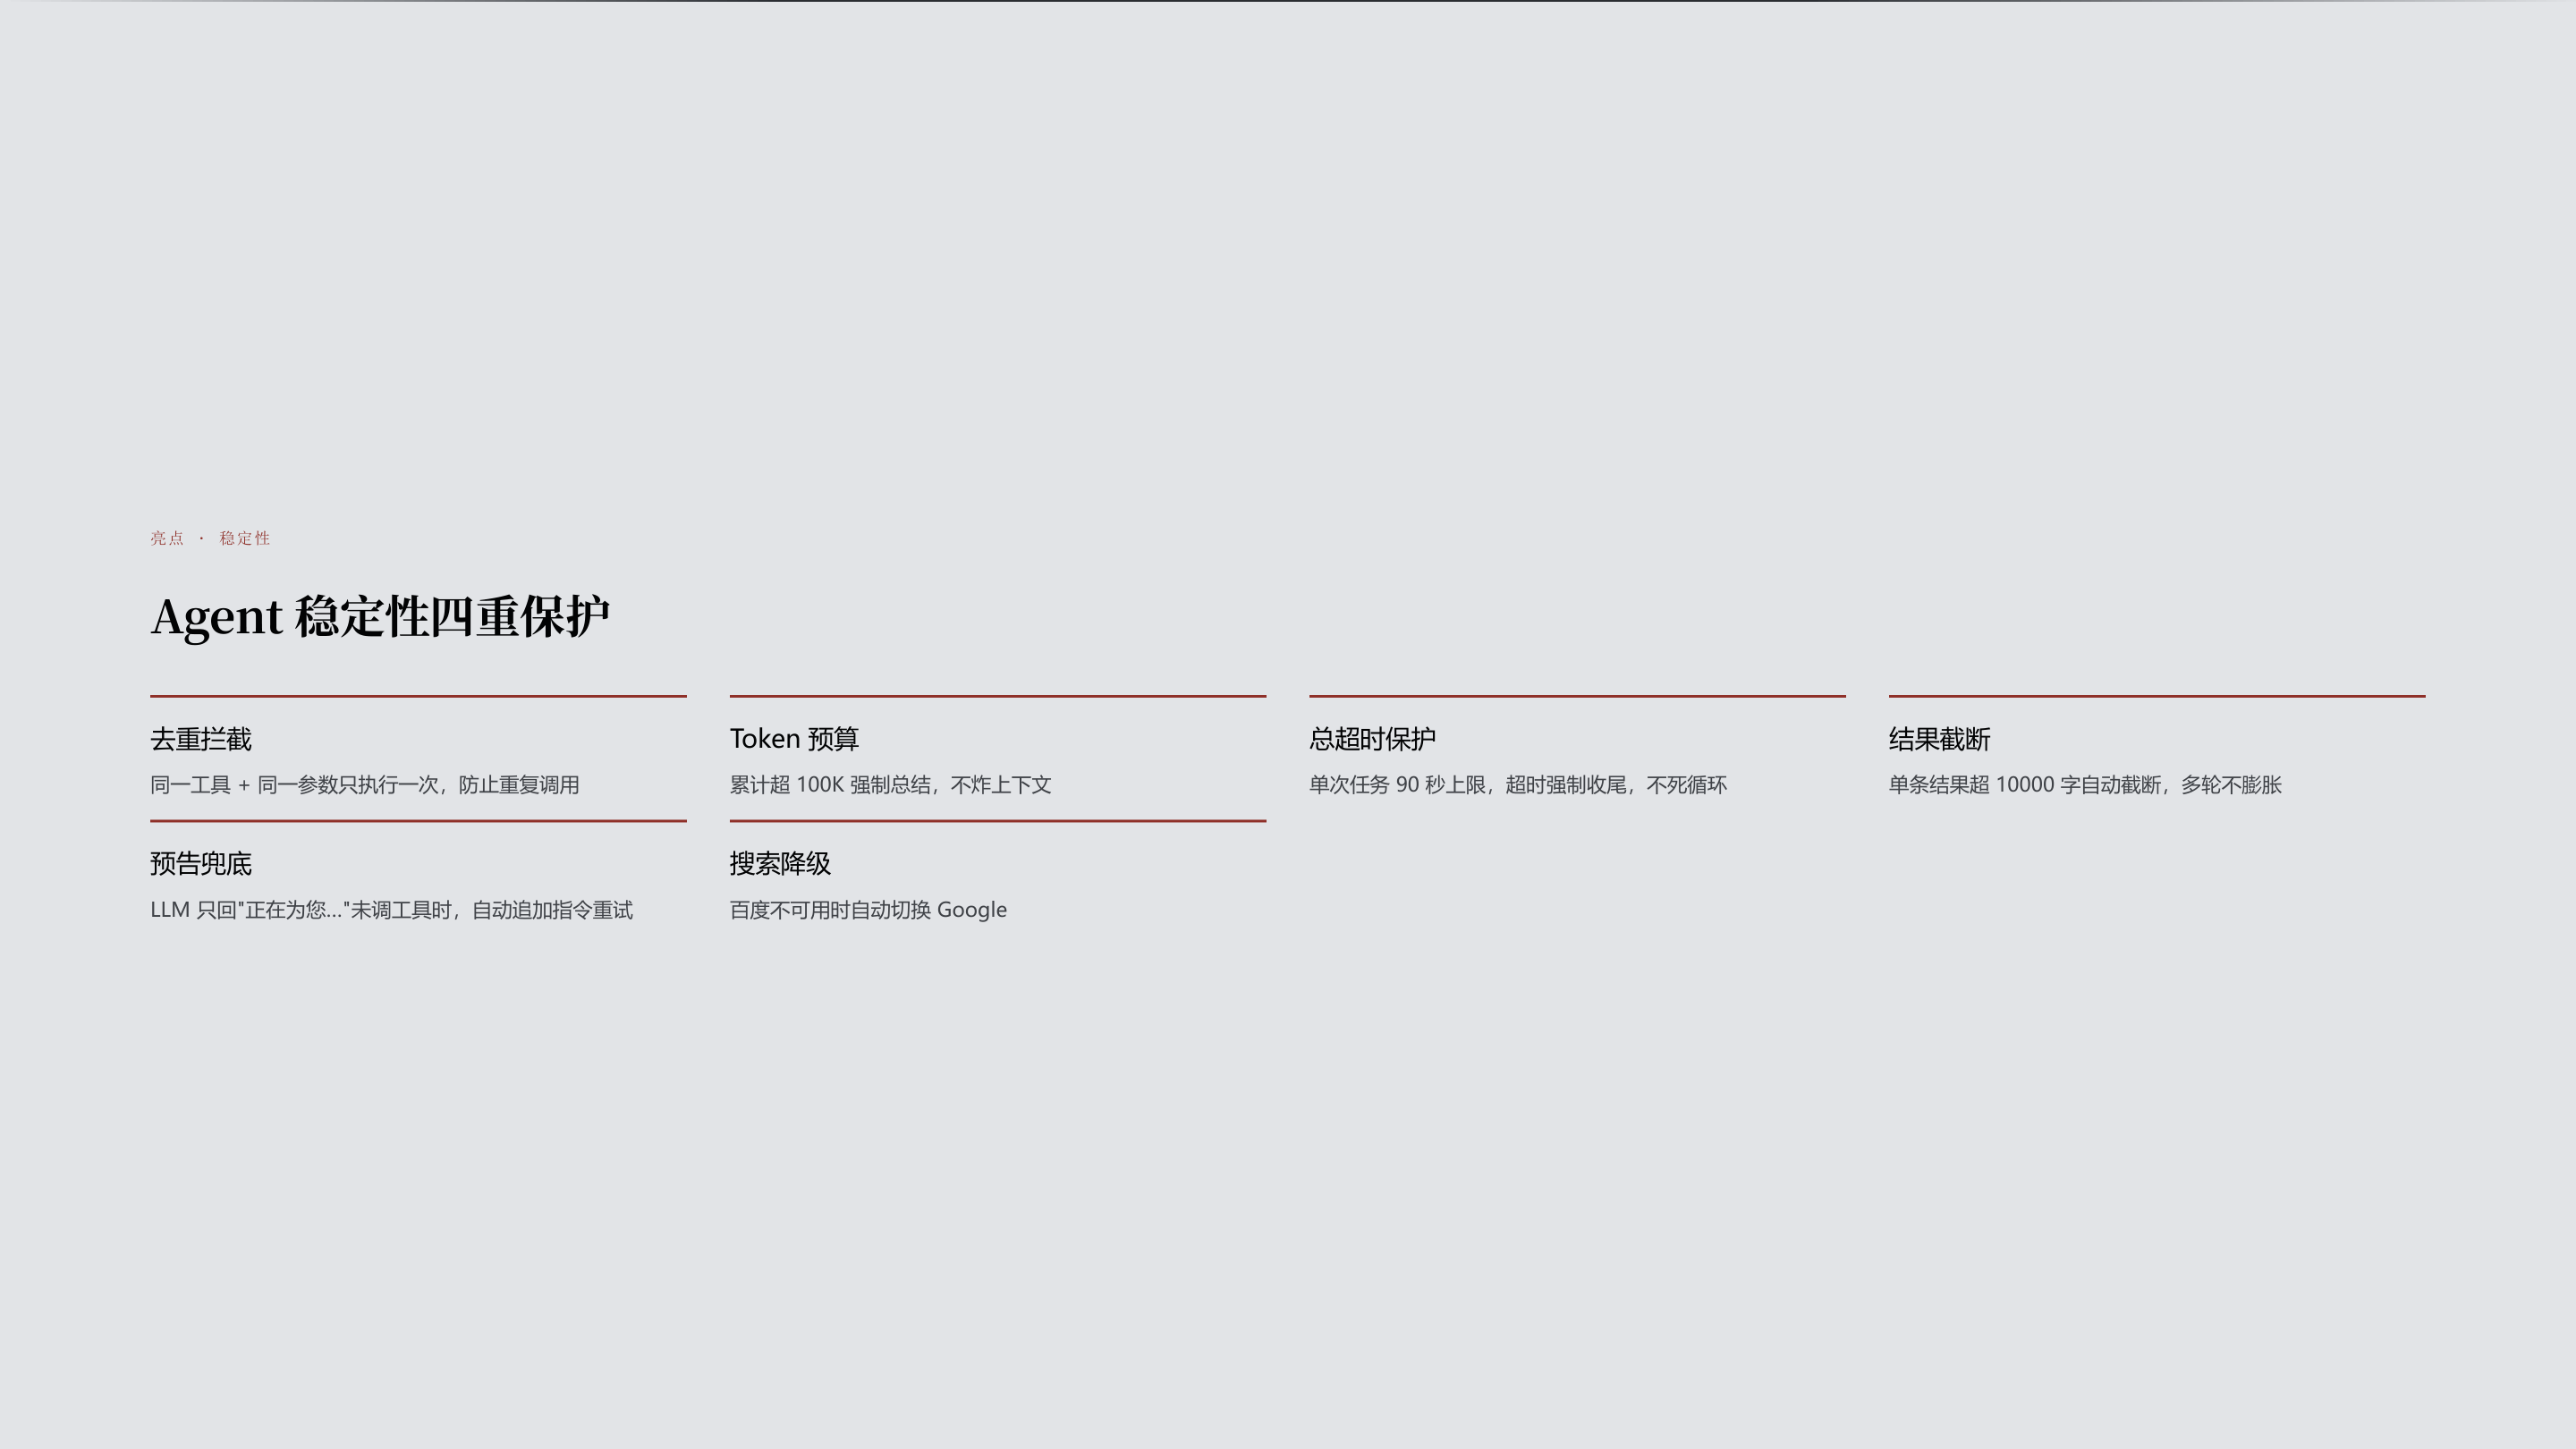 亮点 · 稳定性
Agent 稳定性四重保护
去重拦截
同一工具 + 同一参数只执行一次，防止重复调用
Token 预算
累计超 100K 强制总结，不炸上下文
总超时保护
单次任务 90 秒上限，超时强制收尾，不死循环
结果截断
单条结果超 10000 字自动截断，多轮不膨胀
预告兜底
LLM 只回"正在为您..."未调工具时，自动追加指令重试
搜索降级
百度不可用时自动切换 Google